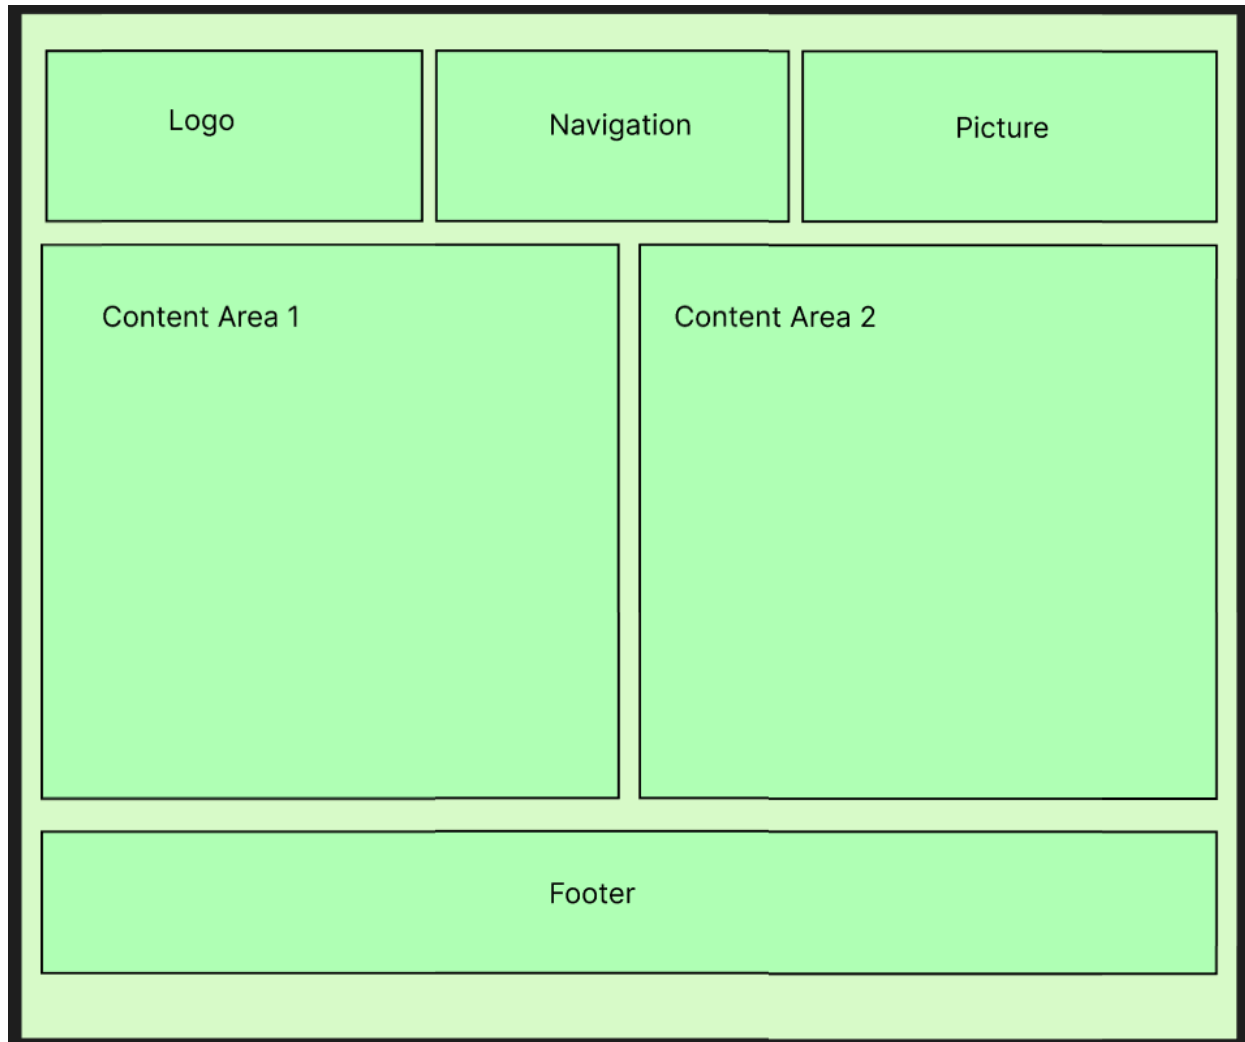 Logo
Navigation
Picture
Content Area 1
Content Area 2
Footer